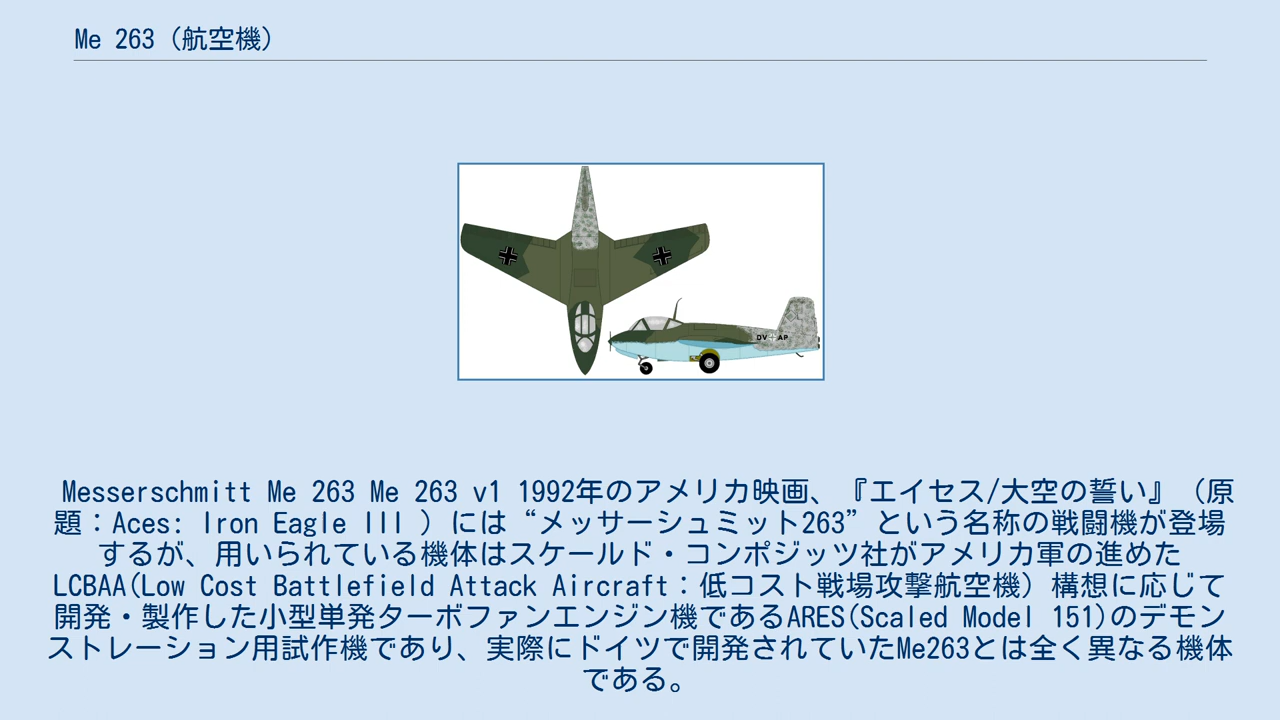 Me 263（航空機）
DV AP
Messerschmitt Me 263 Me 263 v1 1992年のアメリカ映画、『エイセス/大空の誓い』（原
題：Aces: Iron Eagle III ）には“メッサーシュミット263”という名称の戦闘機が登場
するが、用いられている機体はスケールド・コンポジッツ社がアメリカ軍の進めた
LCBAA(Low Cost Battlefield Attack Aircraft：低コスト戦場攻撃航空機）構想に応じて
開発・製作した小型単発ターボファンエンジン機であるARES(Scaled Model 151)のデモン
ストレーション用試作機であり、実際にドイツで開発されていたMe263とは全く異なる機体
である。